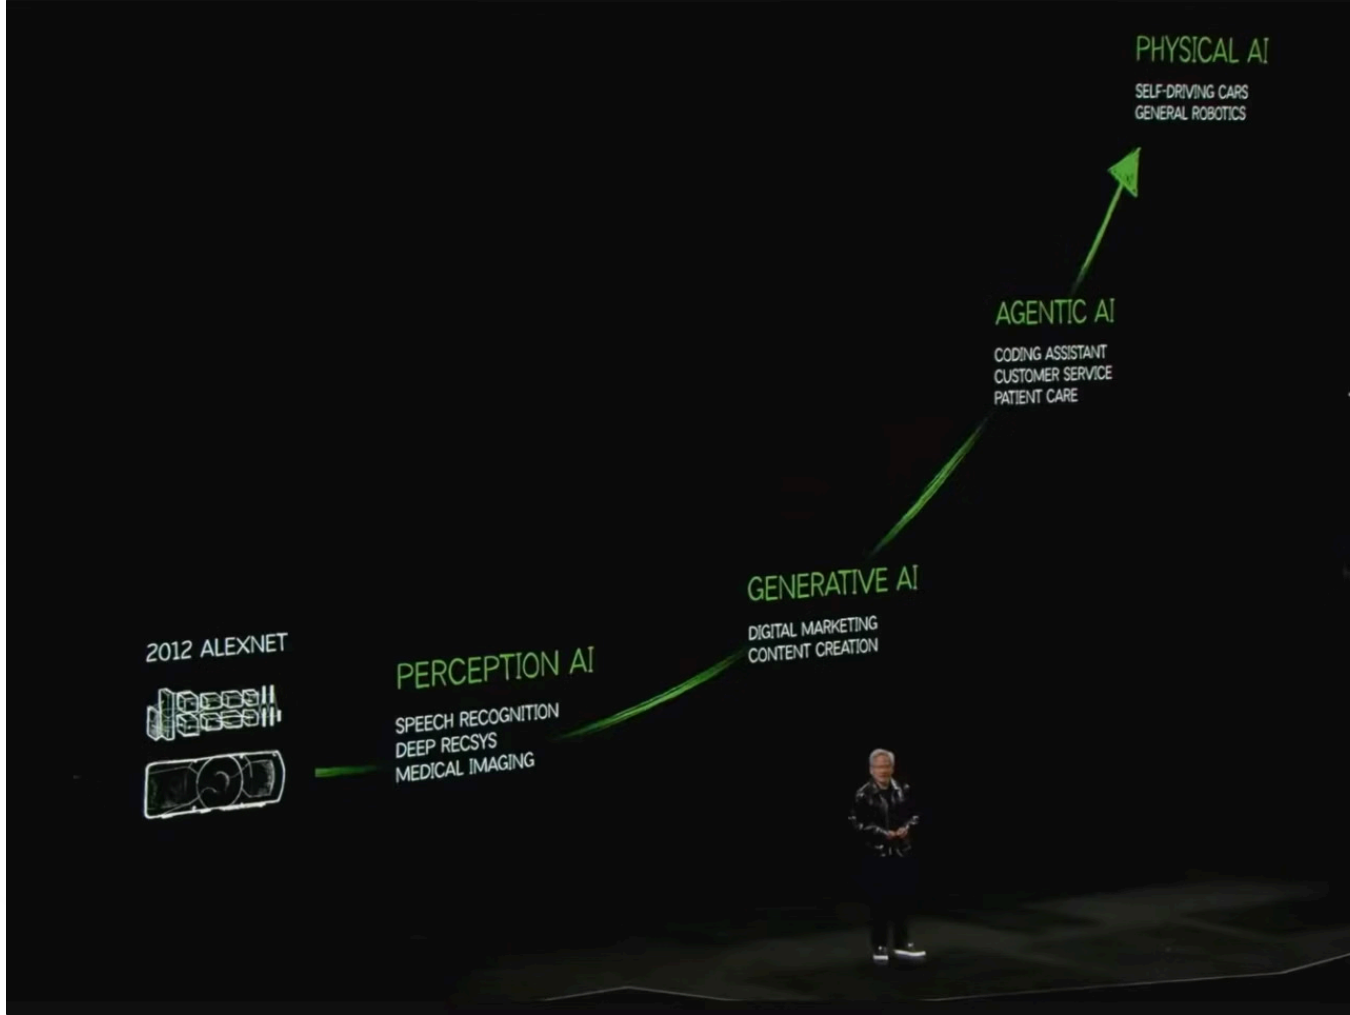 PHYSICAL AI
SELF-DRIVING CARS
GENERAL ROBOTICS
AGENTIC AI
CODING ASSISTANT
CUSTOMER SERVICE
PATIENT CARE
GENERATIVE AI
DIGITAL MARKETING
CONTENT CREATION
2012 ALEXNET
PERCEPTION AI
SPEECH RECOGNITION
DEEP RECSYS
MEDICAL IMAGING